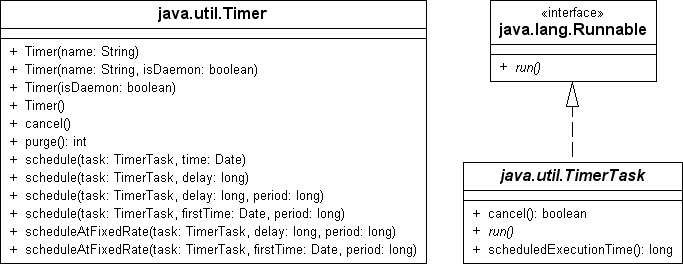 java.util.Timer
+ Timer(name: String)
+ Timer(name: String, isDaemon: boolean)
+ Timer(isDaemon: boolean)
+ Timer()
+ cancel()
+ purge(): int
+ schedule(task: TimerTask, time: Date)
+ schedule(task: TimerTask, delay: long)
+ schedule(task: TimerTask, delay: long, period: long)
+ schedule(task: TimerTask, firstTime: Date, period: long)
+ scheduleAtFixedRate(task: TimerTask, delay: long, period: long)
+ scheduleAtFixedRate(task: TimerTask, firstTime: Date, period: long)
«interface»
java.lang.Runnable
+ run()
java.util.TimerTask
+ cancel(): boolean
+ run()
+ scheduledExecutionTime(): long